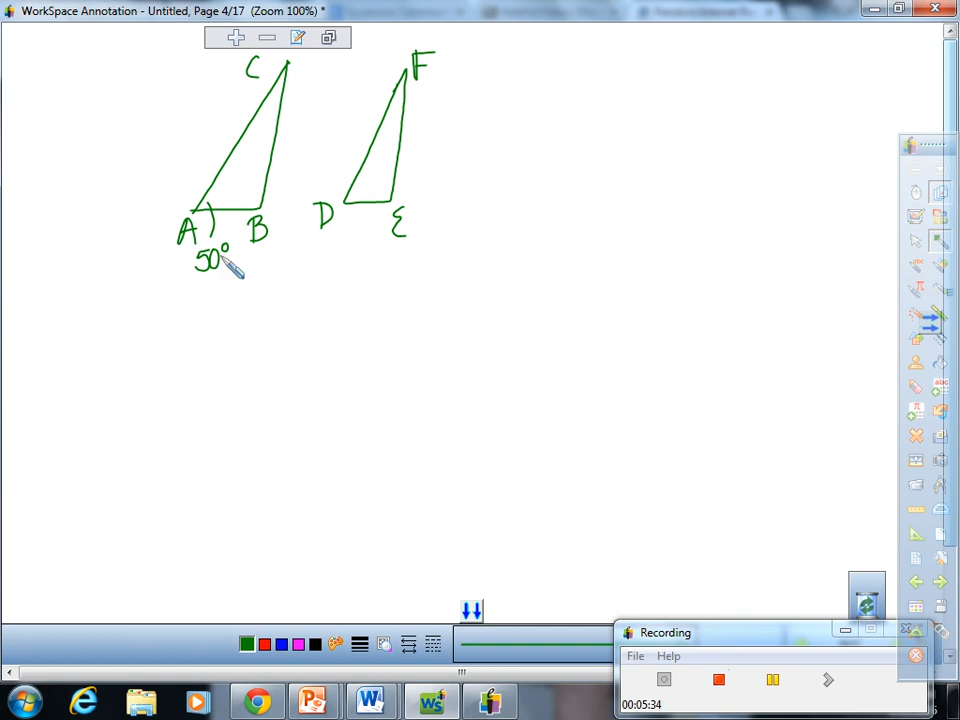 WorkSpace Annotation - Untitled, Page 4/17 (Zoom 100%) *
C
F
A
B
D
E
50°
Recording
File Help
00:05:34